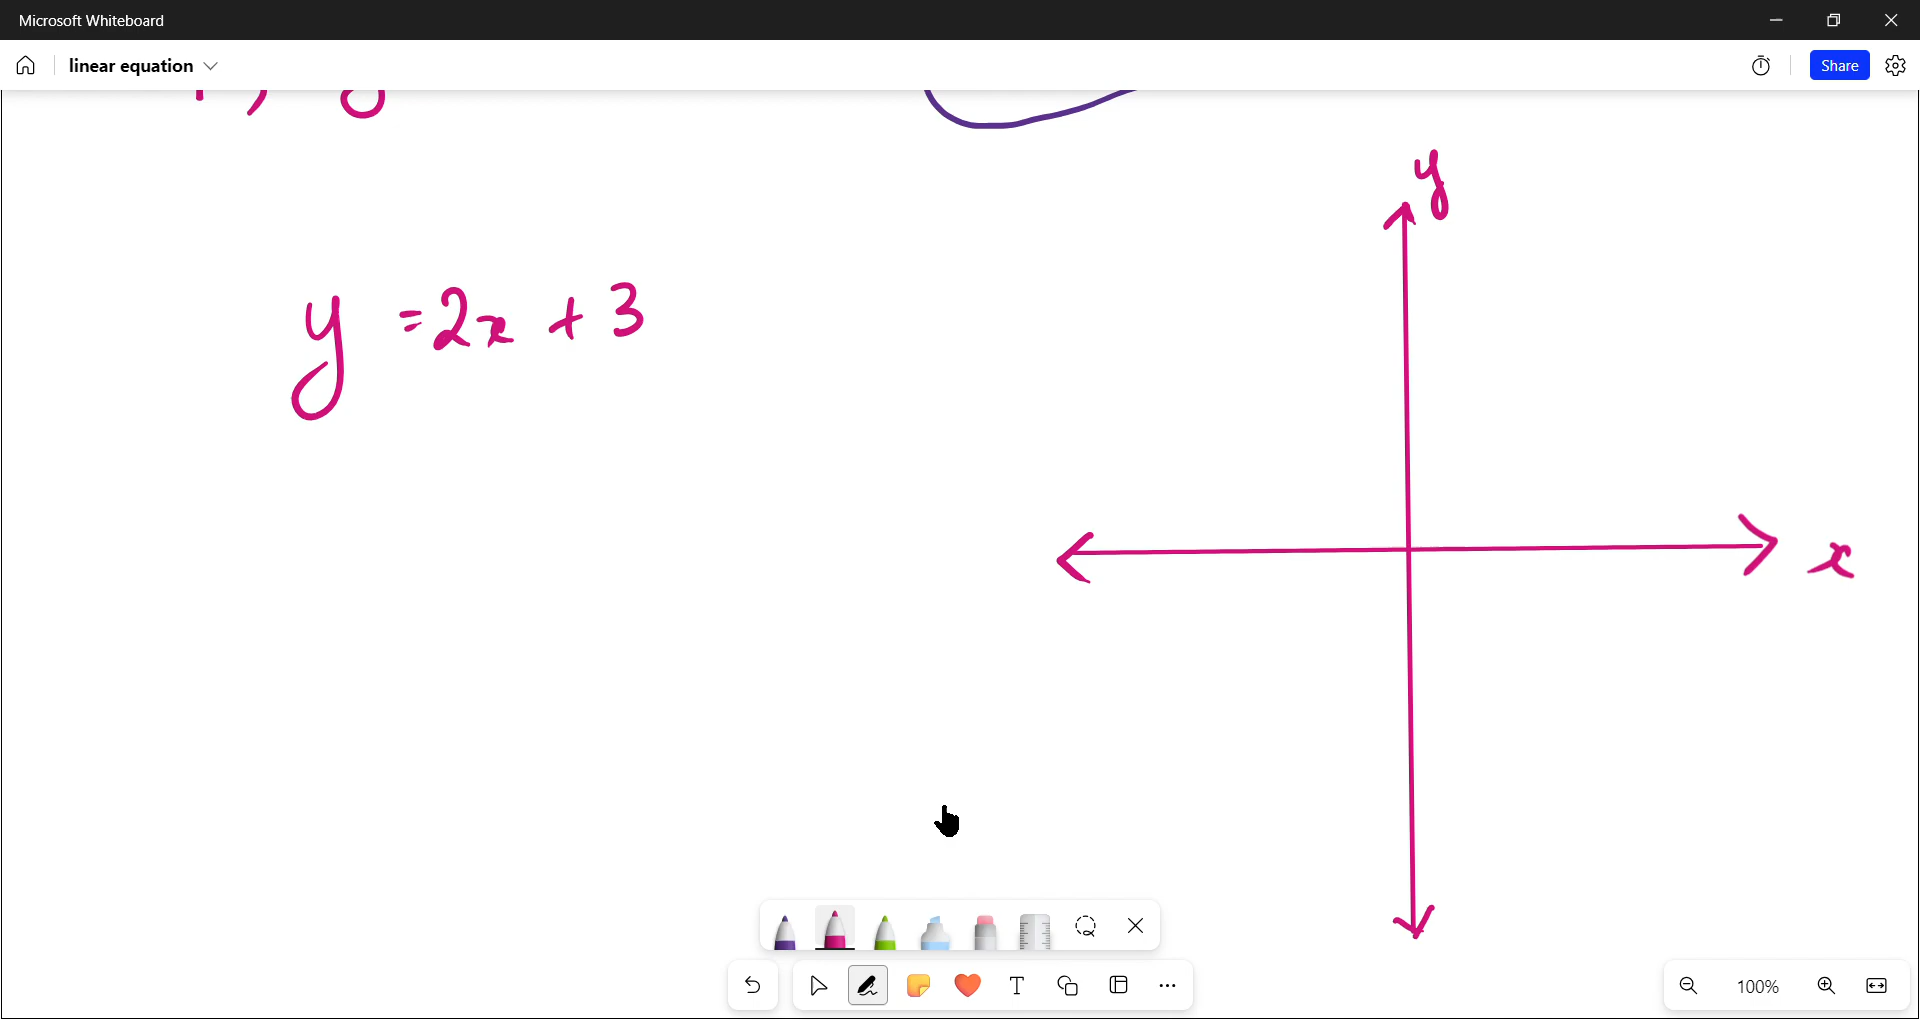 Microsoft Whiteboard
linear equation
Share
y
y = 2x + 3
x
100%